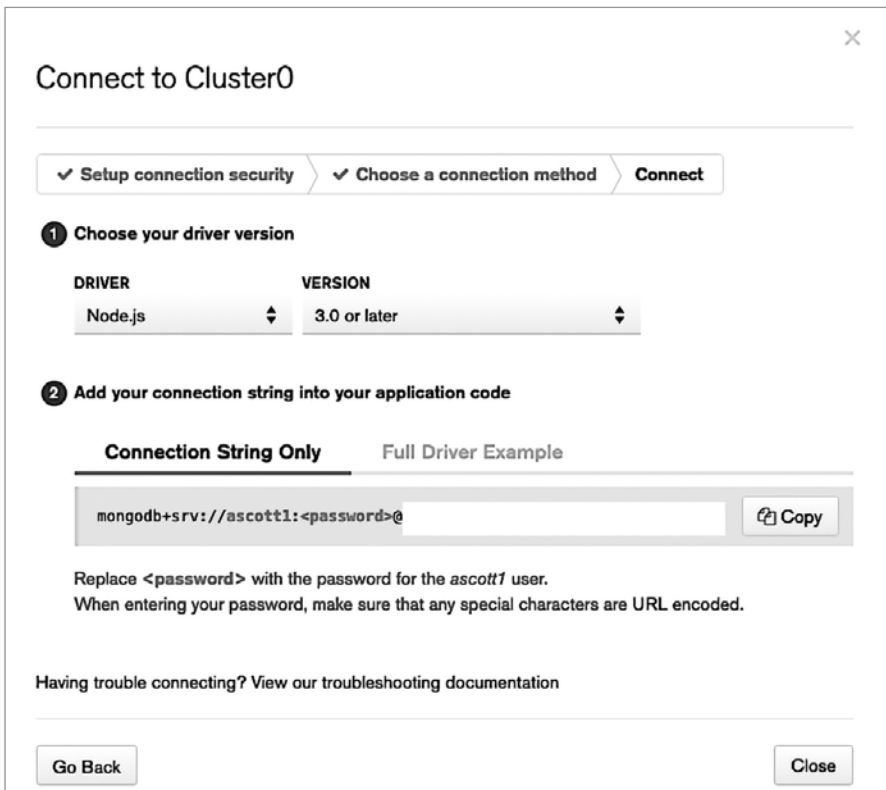 Connect to Cluster0
✔ Setup connection security ✔ Choose a connection method Connect
1 Choose your driver version
DRIVER VERSION
Node.js 3.0 or later
2 Add your connection string into your application code
Connection String Only Full Driver Example
mongodb+srv://ascott1:<password>@ Copy
Replace <password> with the password for the ascott1 user.
When entering your password, make sure that any special characters are URL encoded.
Having trouble connecting? View our troubleshooting documentation
Go Back Close